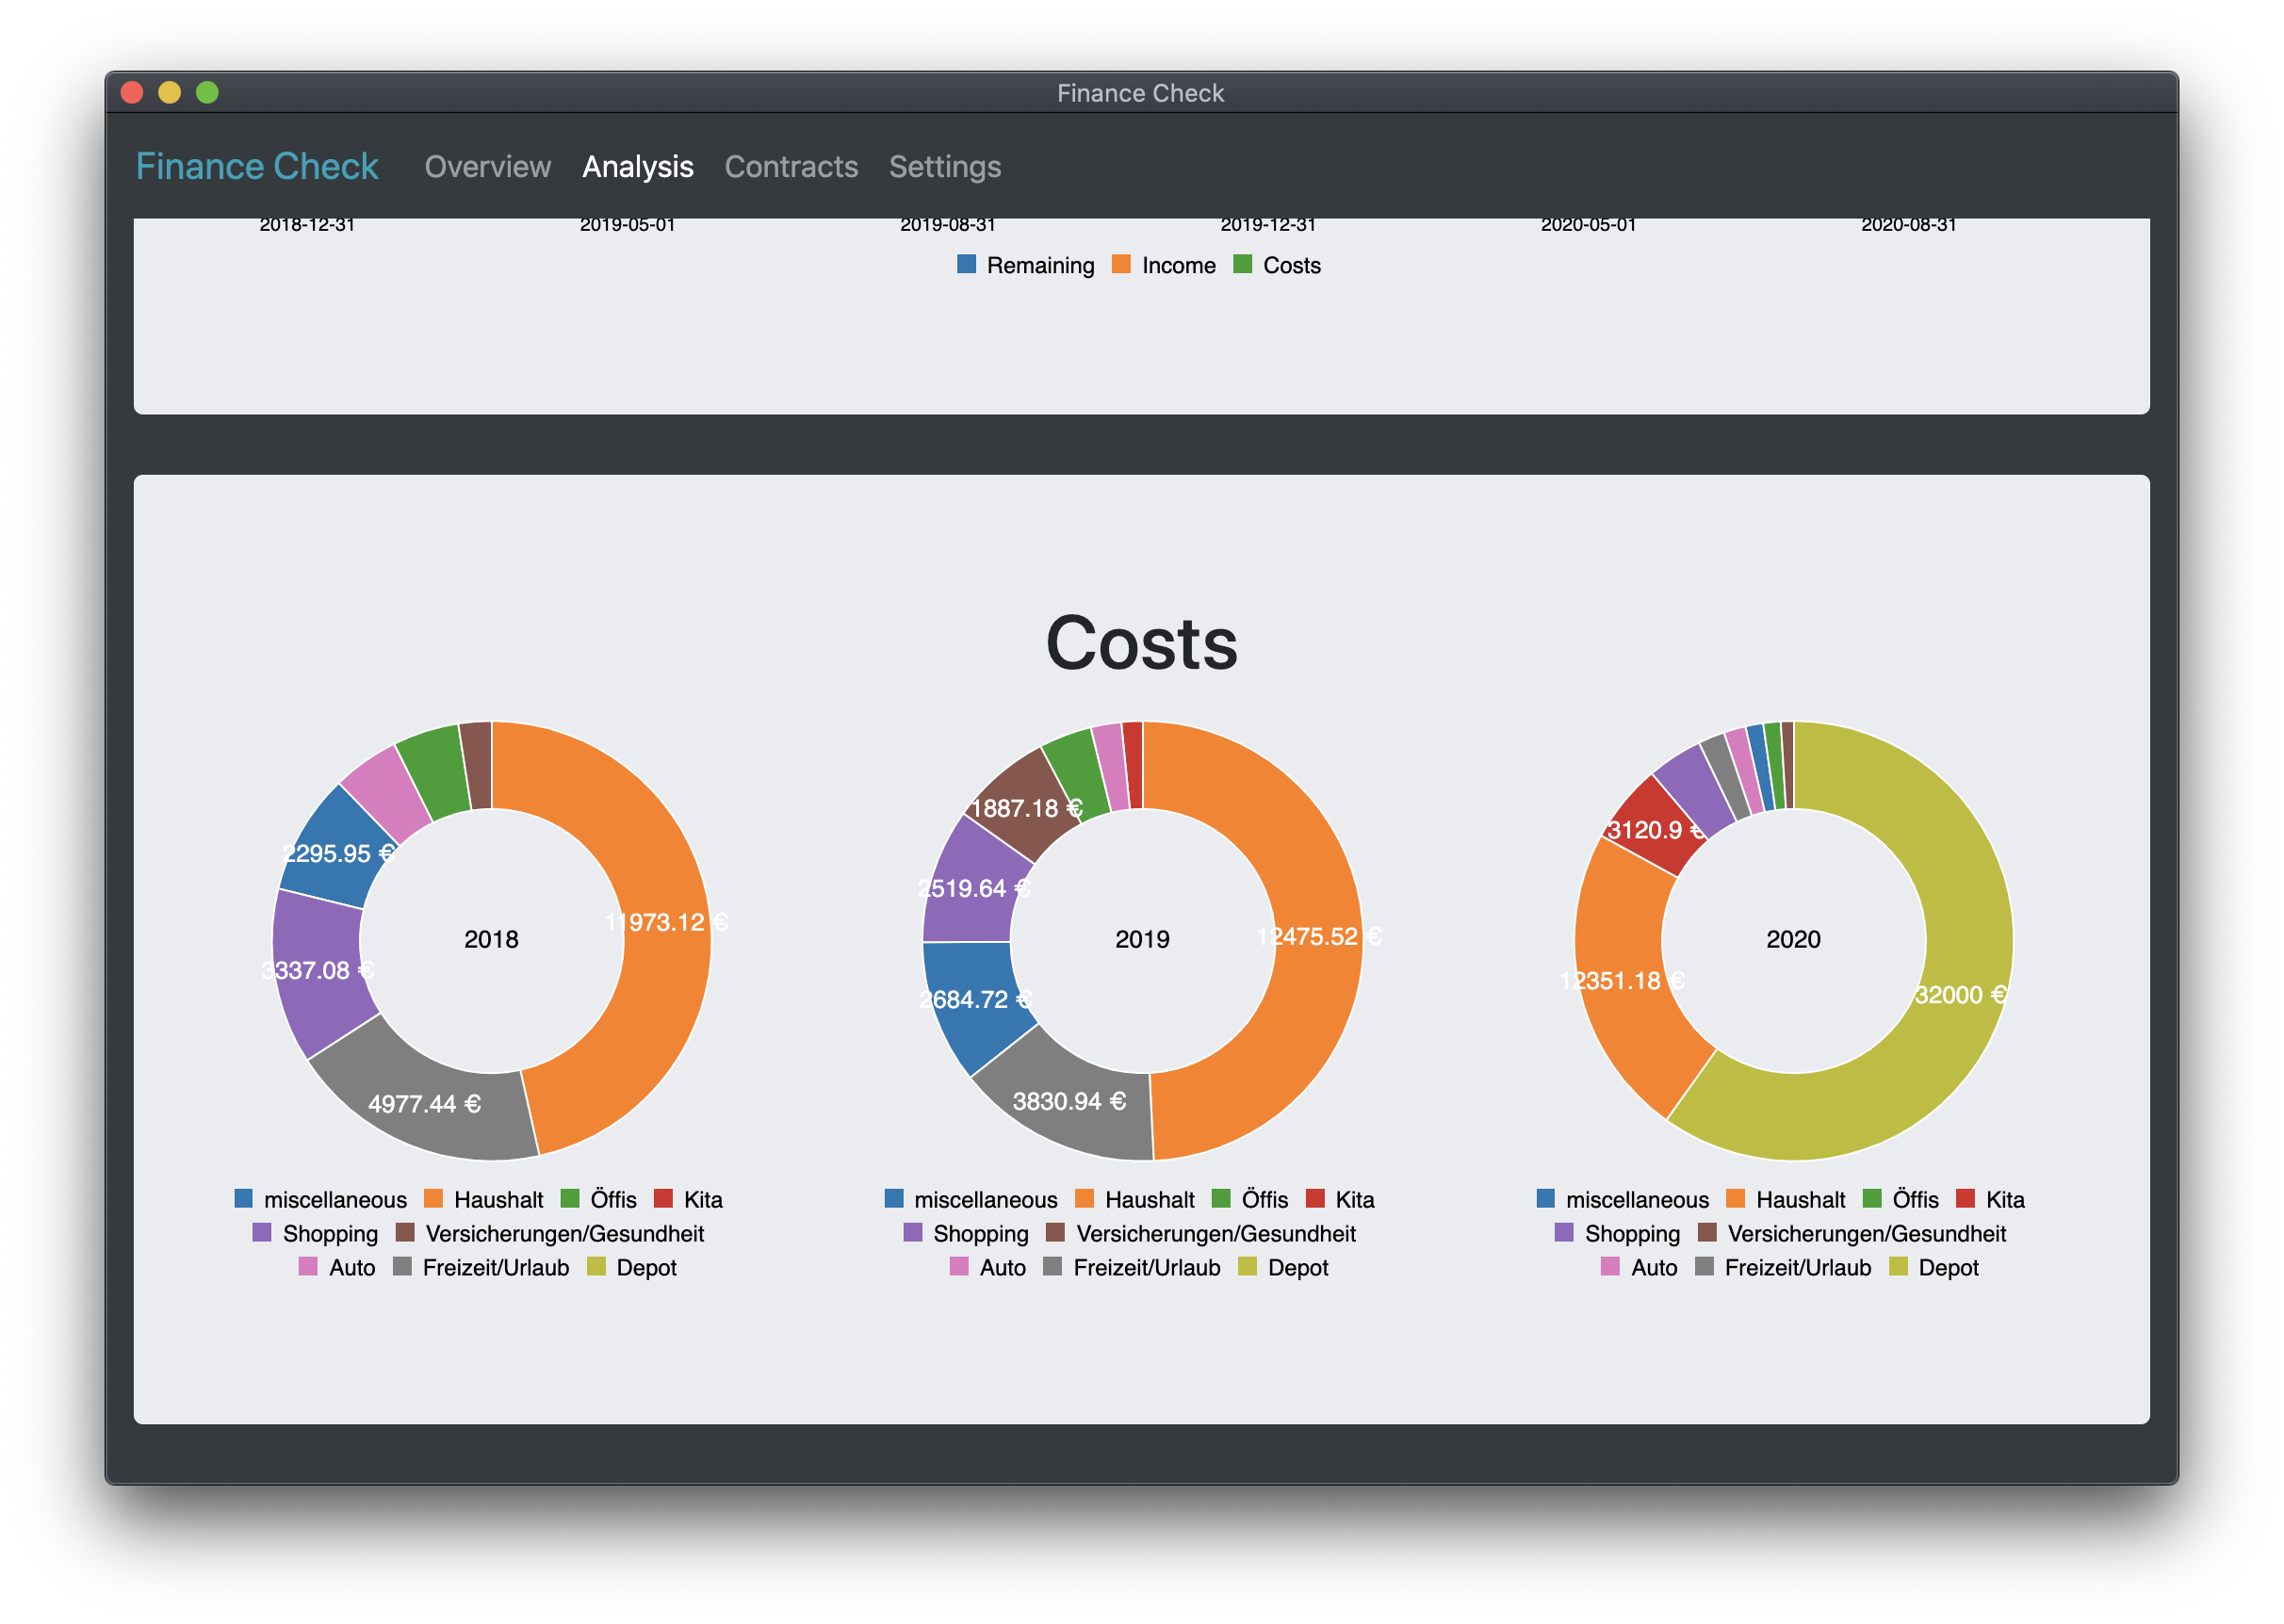 Finance Check
Finance Check Overview Analysis Contracts Settings
2018-12-31 2019-05-01 2019-08-31 2019-12-31 2020-05-01 2020-08-31
Remaining Income Costs
Costs
2018
11973.12 €
4977.44 €
3337.08 €
2295.95 €
miscellaneous Haushalt Öffis Kita
Shopping Versicherungen/Gesundheit
Auto Freizeit/Urlaub Depot
2019
12475.52 €
3830.94 €
2684.72 €
2519.64 €
1887.18 €
miscellaneous Haushalt Öffis Kita
Shopping Versicherungen/Gesundheit
Auto Freizeit/Urlaub Depot
2020
32000 €
12351.18 €
3120.9 €
miscellaneous Haushalt Öffis Kita
Shopping Versicherungen/Gesundheit
Auto Freizeit/Urlaub Depot